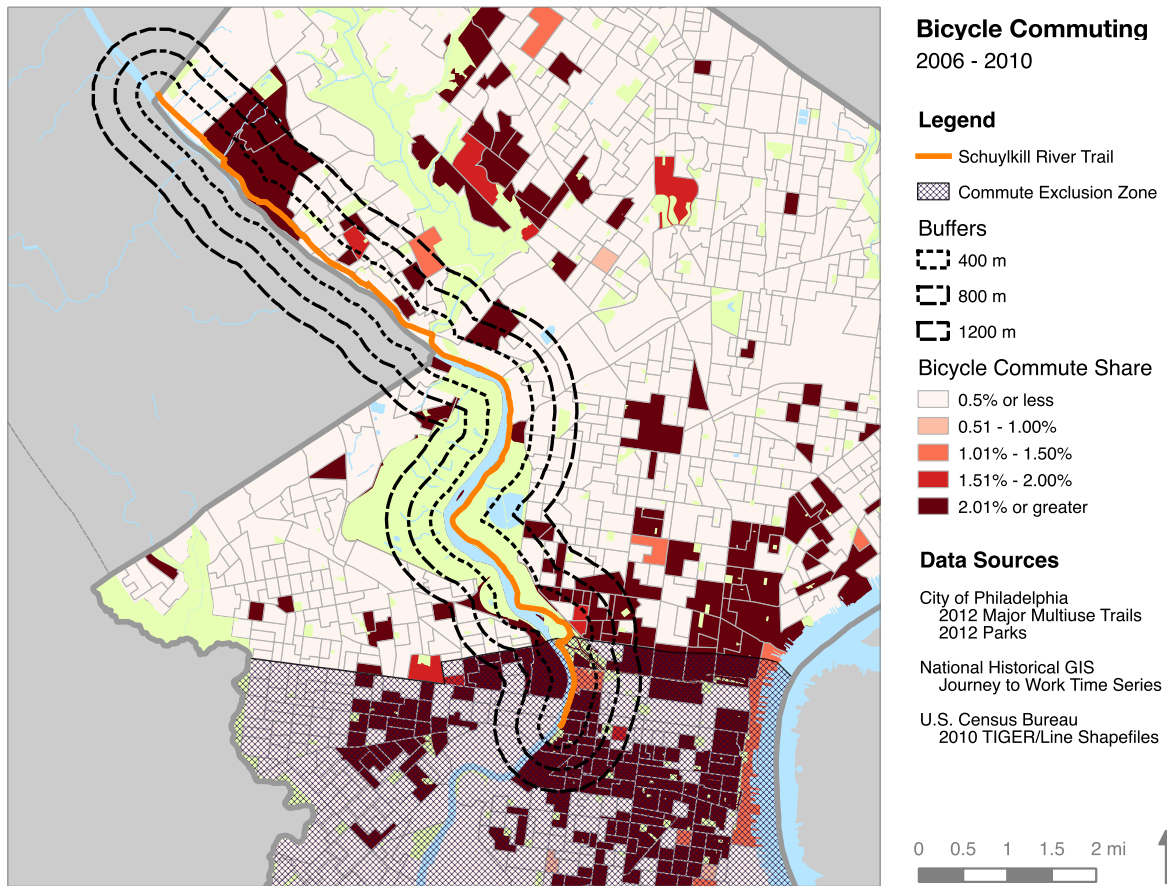 Bicycle Commuting
2006 - 2010
Legend
Schuylkill River Trail
Commute Exclusion Zone
Buffers
400 m
800 m
1200 m
Bicycle Commute Share
0.5% or less
0.51 - 1.00%
1.01% - 1.50%
1.51% - 2.00%
2.01% or greater
Data Sources
City of Philadelphia
2012 Major Multiuse Trails
2012 Parks
National Historical GIS
Journey to Work Time Series
U.S. Census Bureau
2010 TIGER/Line Shapefiles
0 0.5 1 1.5 2 mi